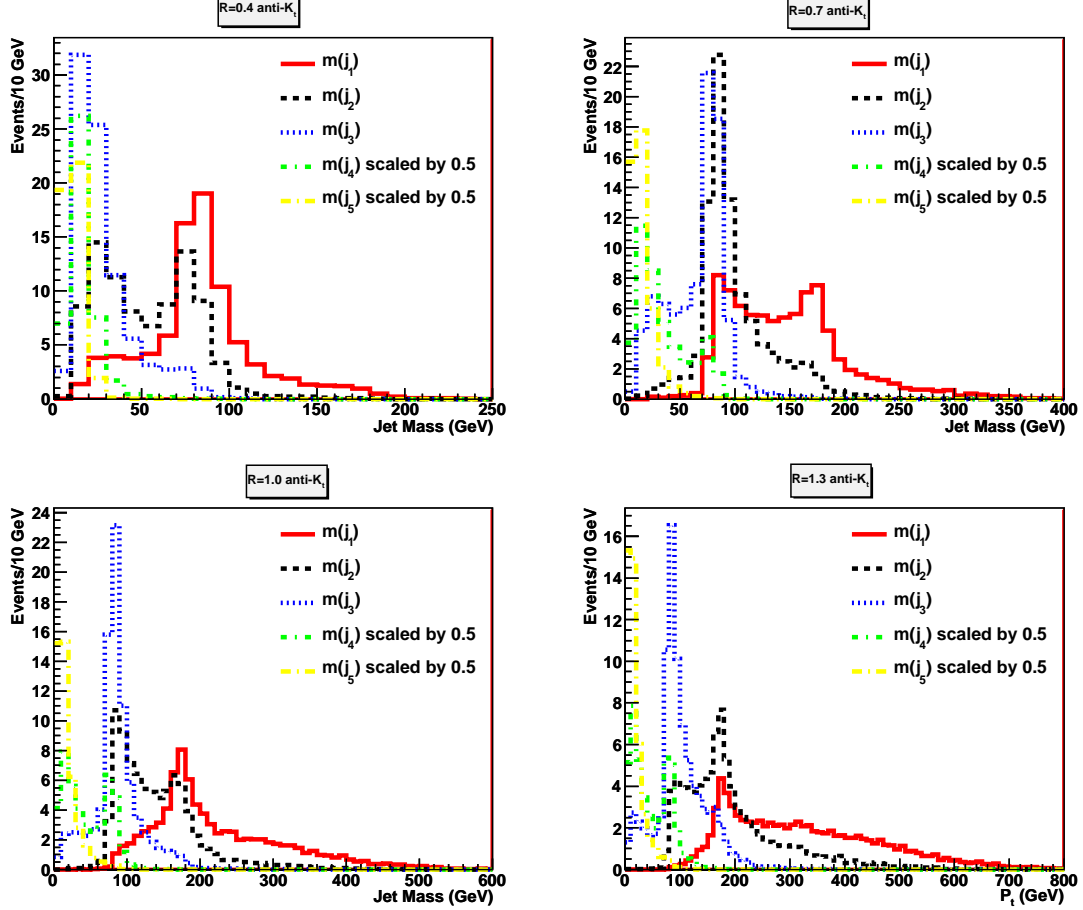 R=0.4 anti-Kt
Events/10 GeV
30
25
20
15
10
5
0
m(j1)
m(j2)
m(j3)
m(j4) scaled by 0.5
m(j5) scaled by 0.5
0 50 100 150 200 250
Jet Mass (GeV)
R=0.7 anti-Kt
Events/10 GeV
22
20
18
16
14
12
10
8
6
4
2
0
m(j1)
m(j2)
m(j3)
m(j4) scaled by 0.5
m(j5) scaled by 0.5
0 50 100 150 200 250 300 350 400
Jet Mass (GeV)
R=1.0 anti-Kt
Events/10 GeV
24
22
20
18
16
14
12
10
8
6
4
2
0
m(j1)
m(j2)
m(j3)
m(j4) scaled by 0.5
m(j5) scaled by 0.5
0 100 200 300 400 500 600
Jet Mass (GeV)
R=1.3 anti-Kt
Events/10 GeV
16
14
12
10
8
6
4
2
0
m(j1)
m(j2)
m(j3)
m(j4) scaled by 0.5
m(j5) scaled by 0.5
0 100 200 300 400 500 600 700 800
Pt (GeV)